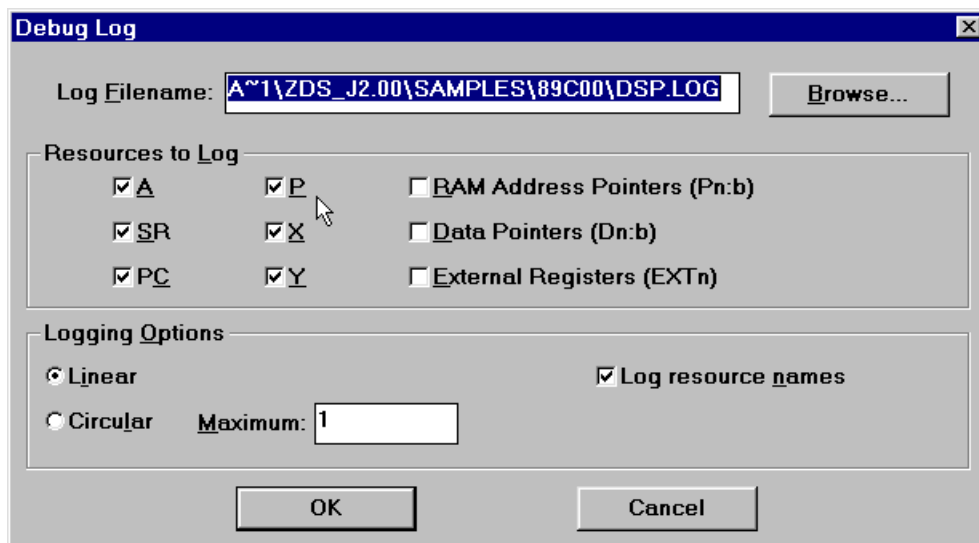 Debug Log
Log Filename: A~1\ZDS_J2.00\SAMPLES\89C00\DSP.LOG Browse...
Resources to Log
A P RAM Address Pointers (Pn:b)
SR X Data Pointers (Dn:b)
PC Y External Registers (EXTn)
Logging Options
Linear Log resource names
Circular Maximum: 1
OK Cancel